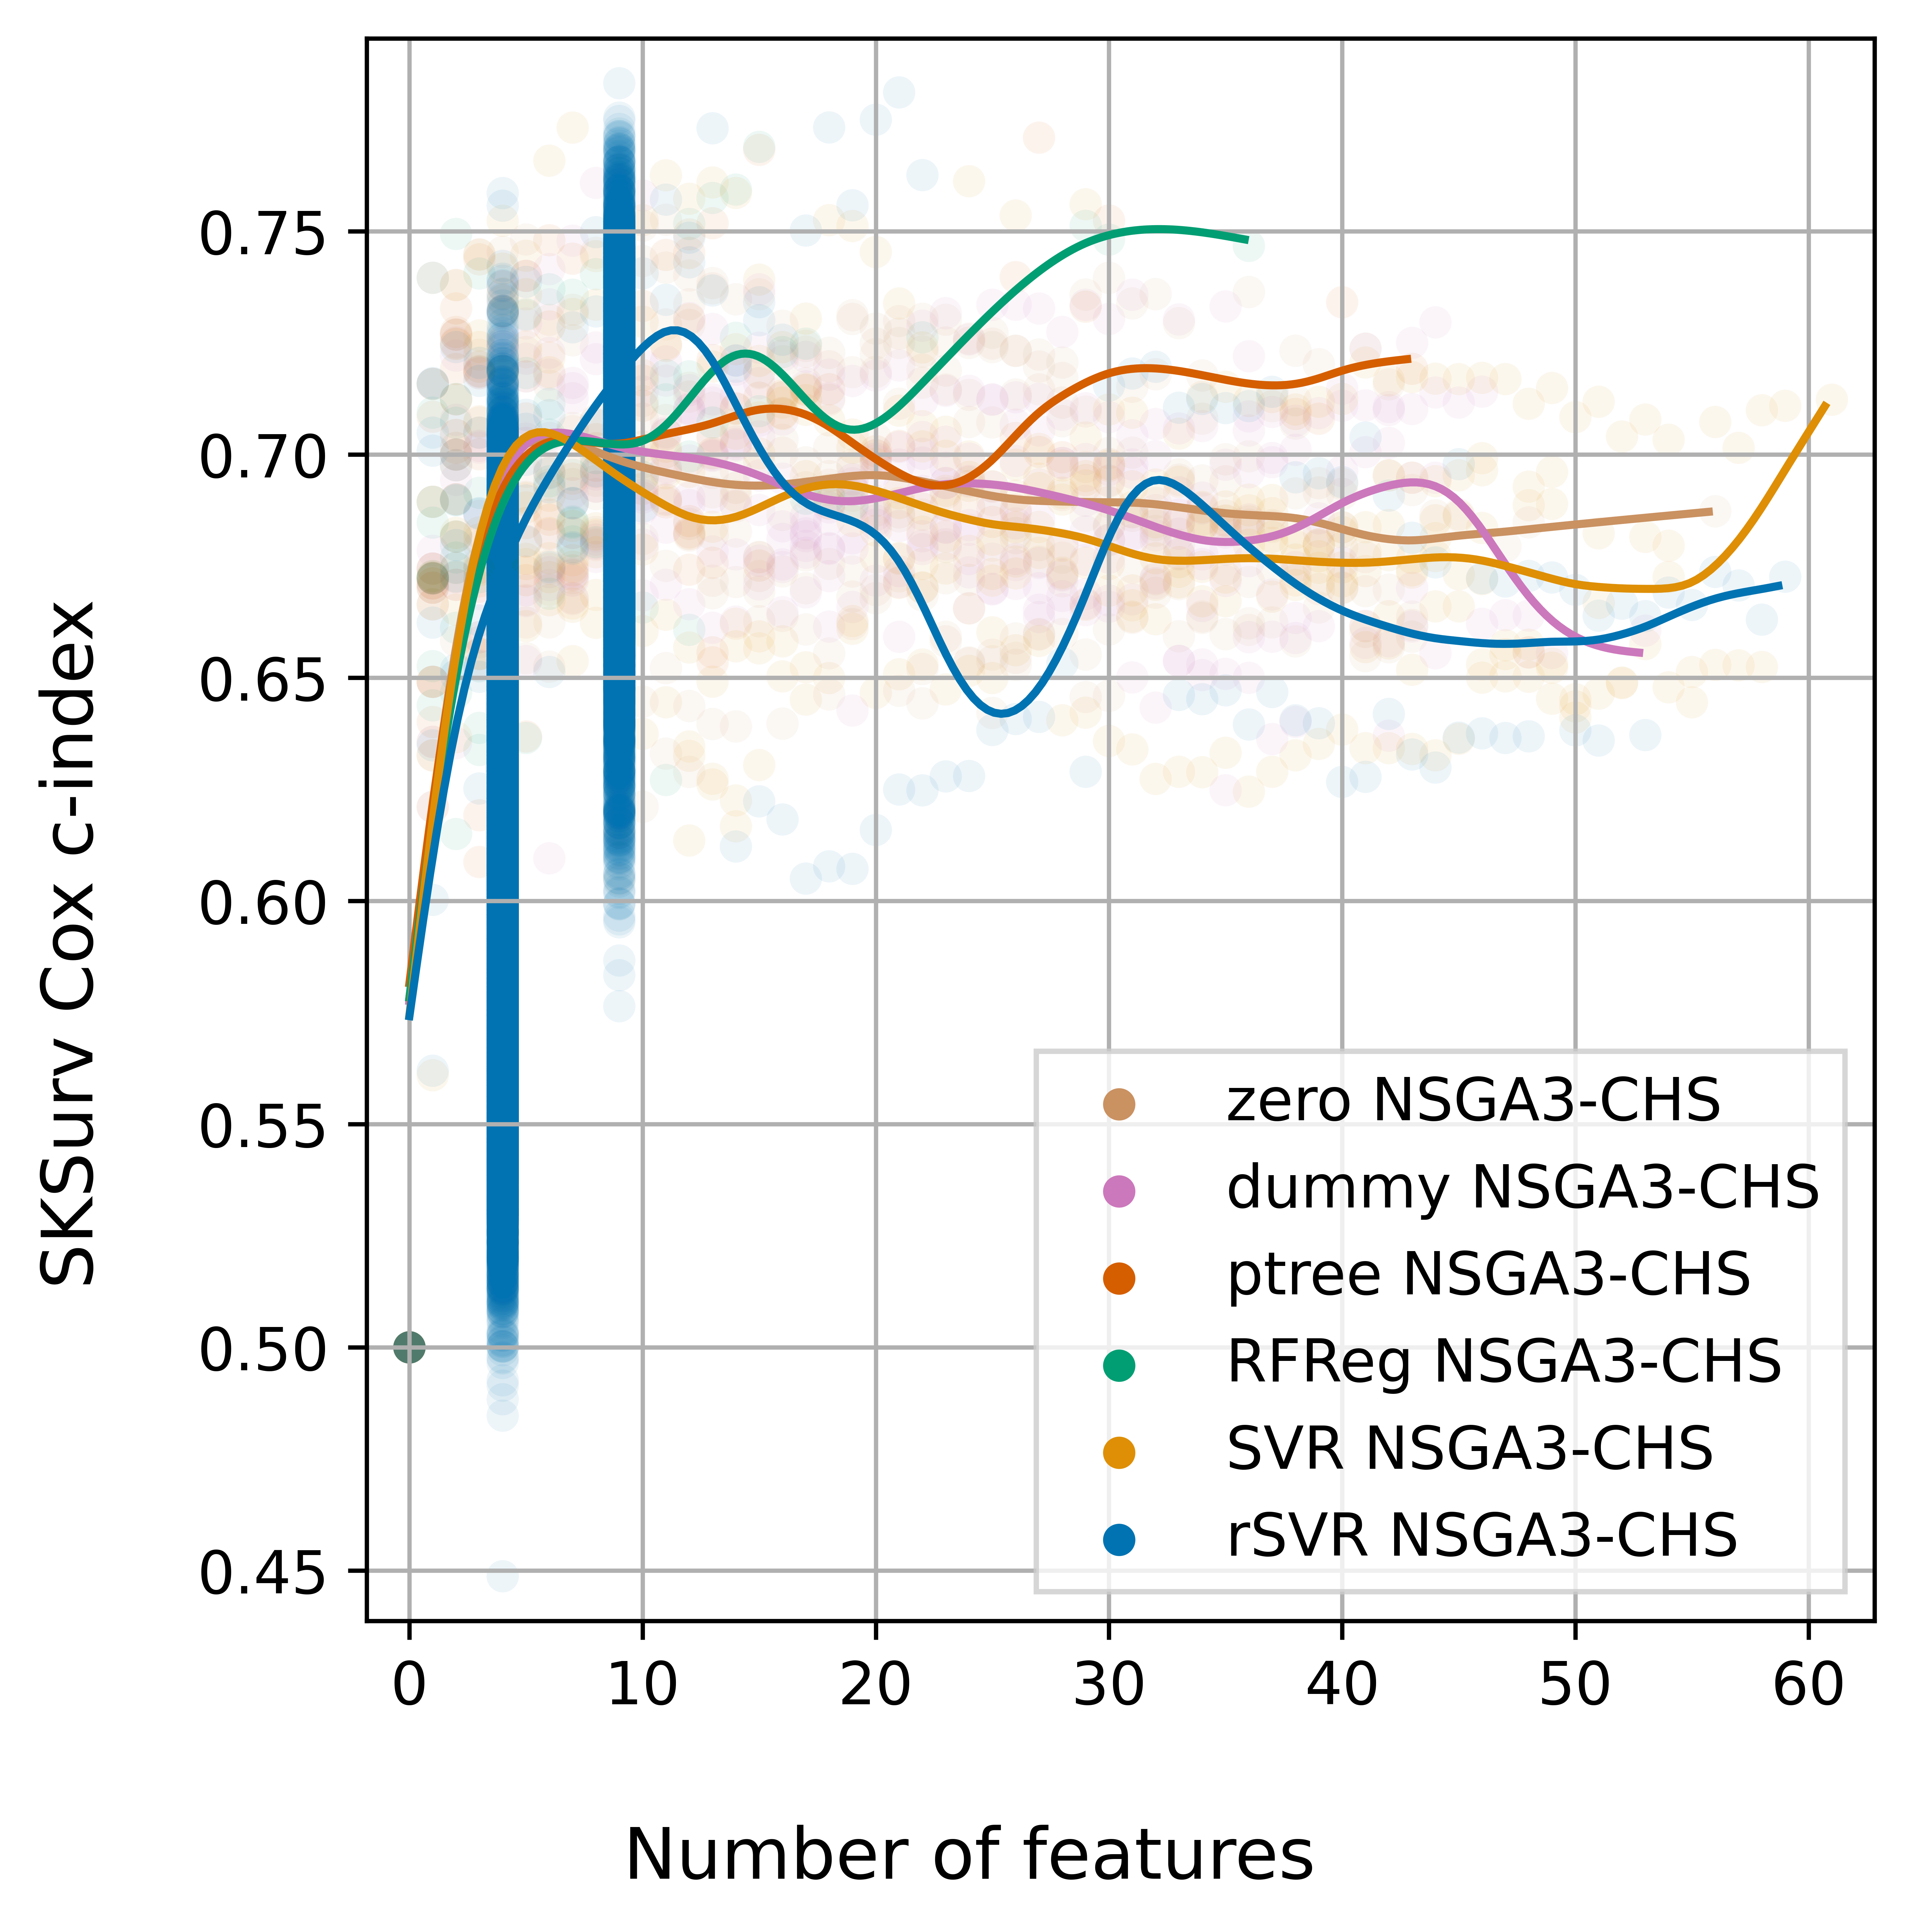 SKSurv Cox c-index
0.75
0.70
0.65
0.60
0.55
0.50
0.45
zero NSGA3-CHS
dummy NSGA3-CHS
ptree NSGA3-CHS
RFReg NSGA3-CHS
SVR NSGA3-CHS
rSVR NSGA3-CHS
0 10 20 30 40 50 60
Number of features